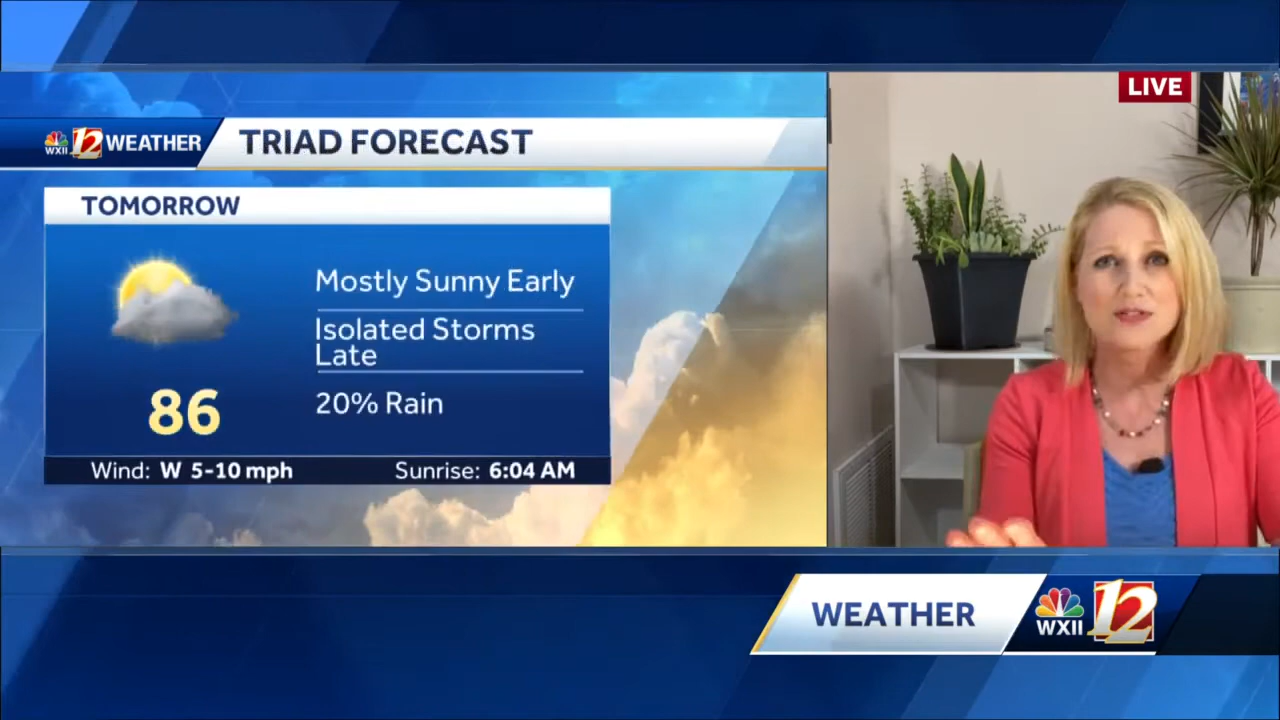 LIVE
WXII 12 WEATHER
TRIAD FORECAST
TOMORROW
Mostly Sunny Early
Isolated Storms
Late
86
20% Rain
Wind: W 5-10 mph
Sunrise: 6:04 AM
WEATHER
WXII 12